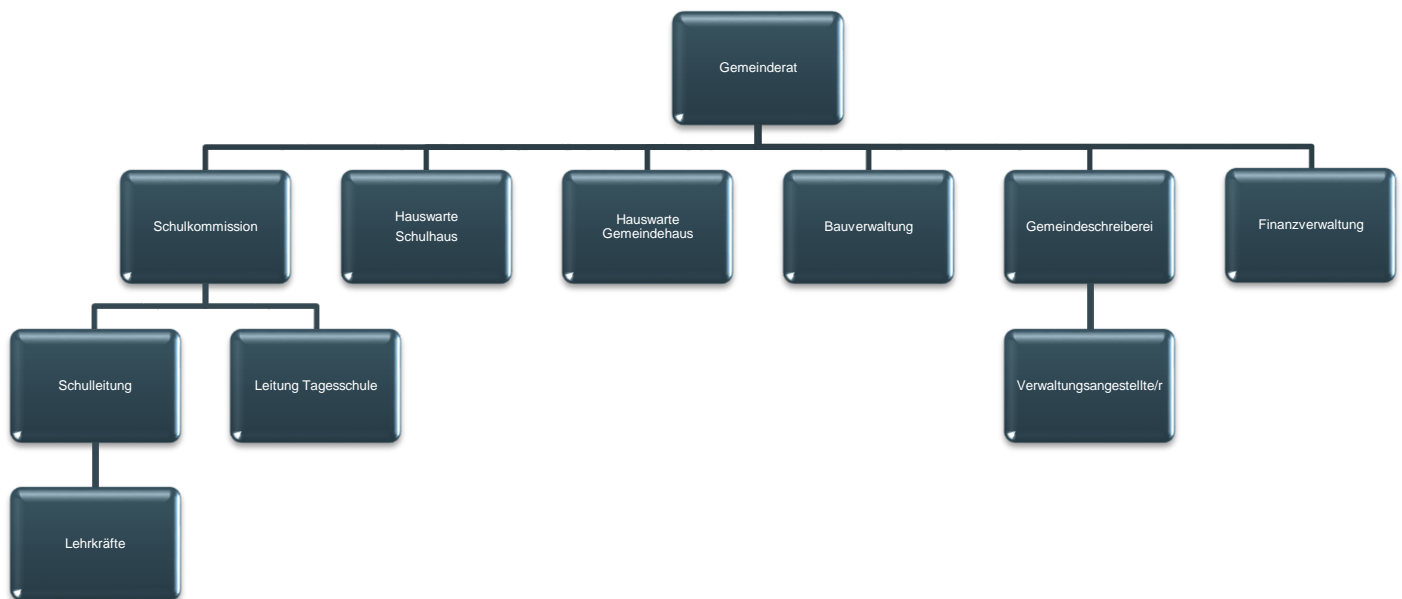 Gemeinderat
Schulkommission
Hauswarte
Schulhaus
Hauswarte
Gemeindehaus
Bauverwaltung
Gemeindeschreiberei
Finanzverwaltung
Schulleitung
Leitung Tagesschule
Verwaltungsangestellte/r
Lehrkräfte